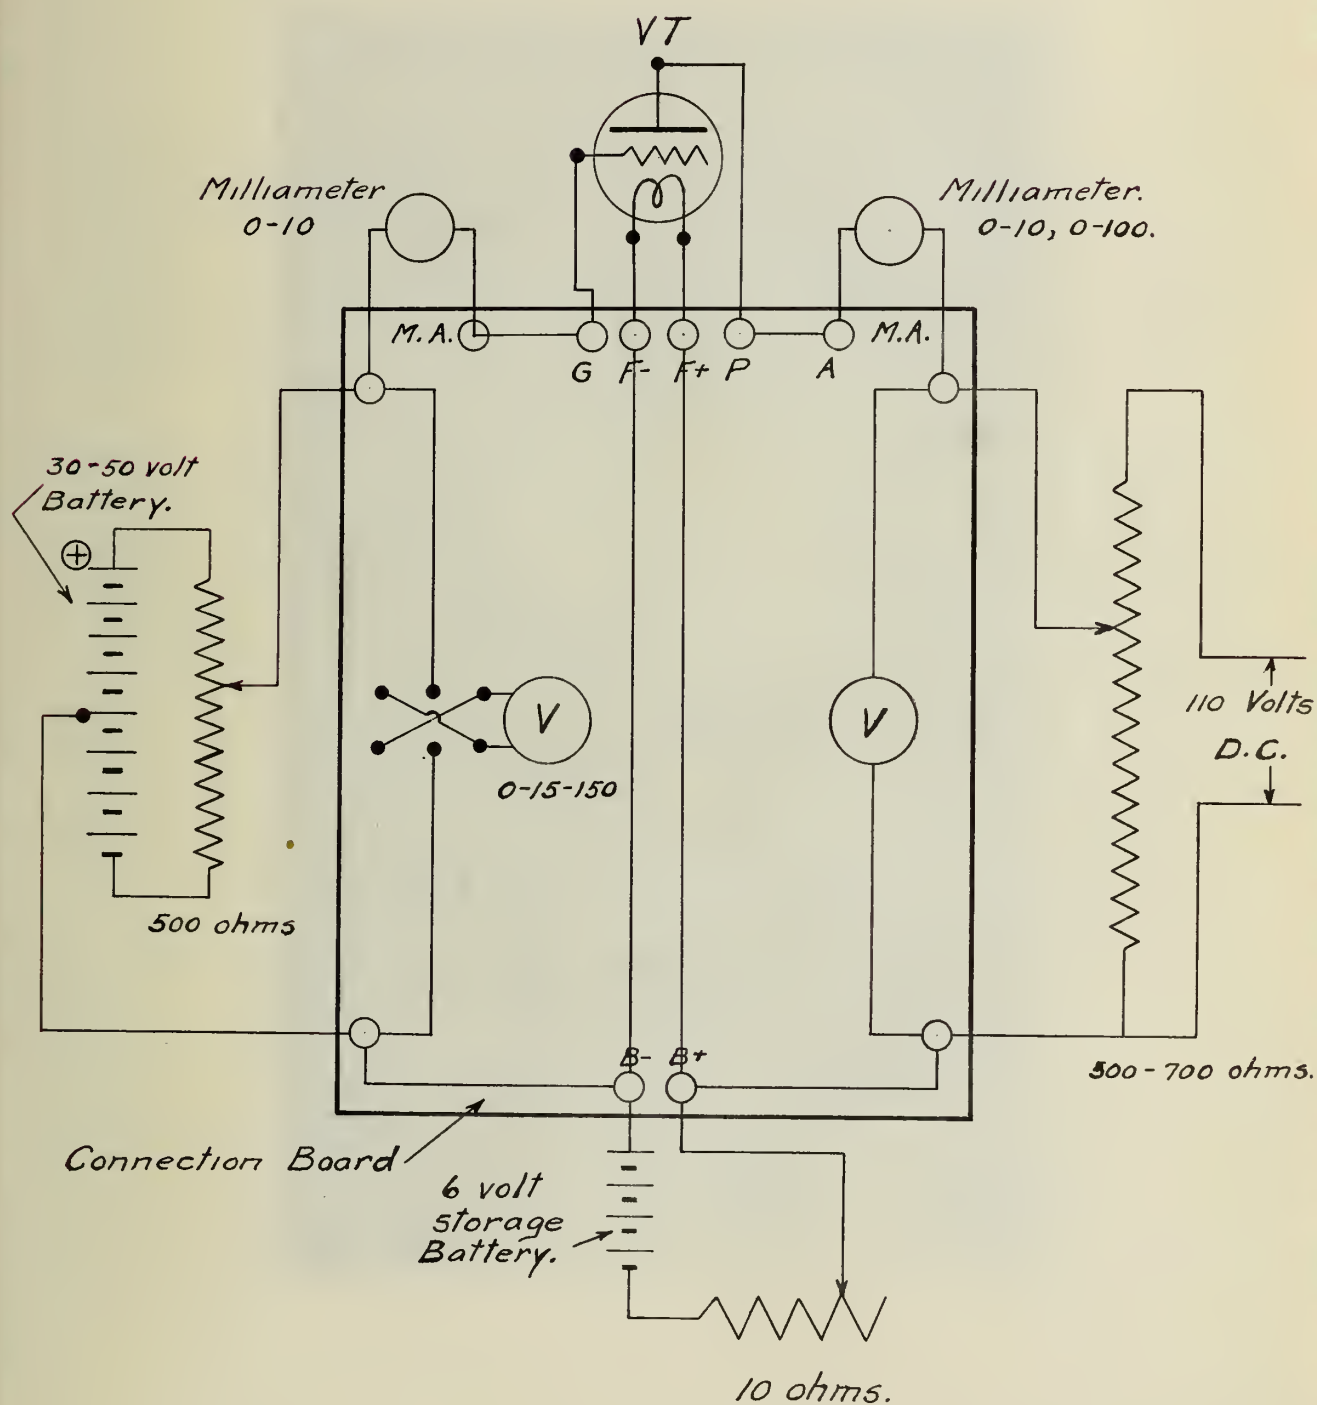 VT
Milliameter
0-10
Milliameter.
0-10, 0-100.
M.A.
G
F-
F+
P
A
M.A.
30-50 volt
Battery.
+
V
0-15-150
V
110 Volts
D.C.
500 ohms
B-
B+
500-700 ohms.
Connection Board
6 volt
storage
Battery.
10 ohms.